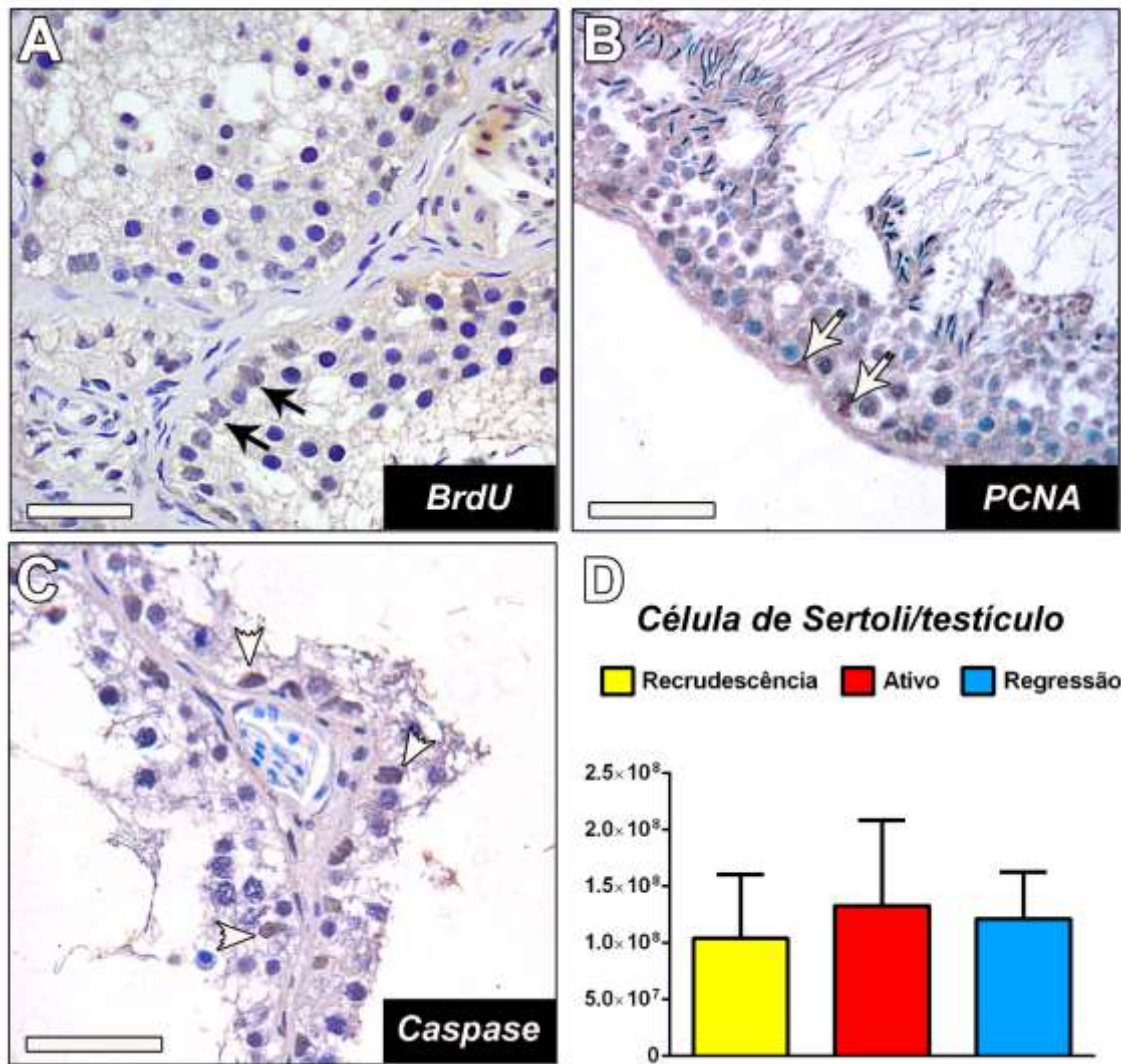 A
BrdU
B
PCNA
C
Caspase
D
Célula de Sertoli/testículo
Recrudescência Ativo Regressão
2.5×10⁸
2.0×10⁸
1.5×10⁸
1.0×10⁸
5.0×10⁷
0